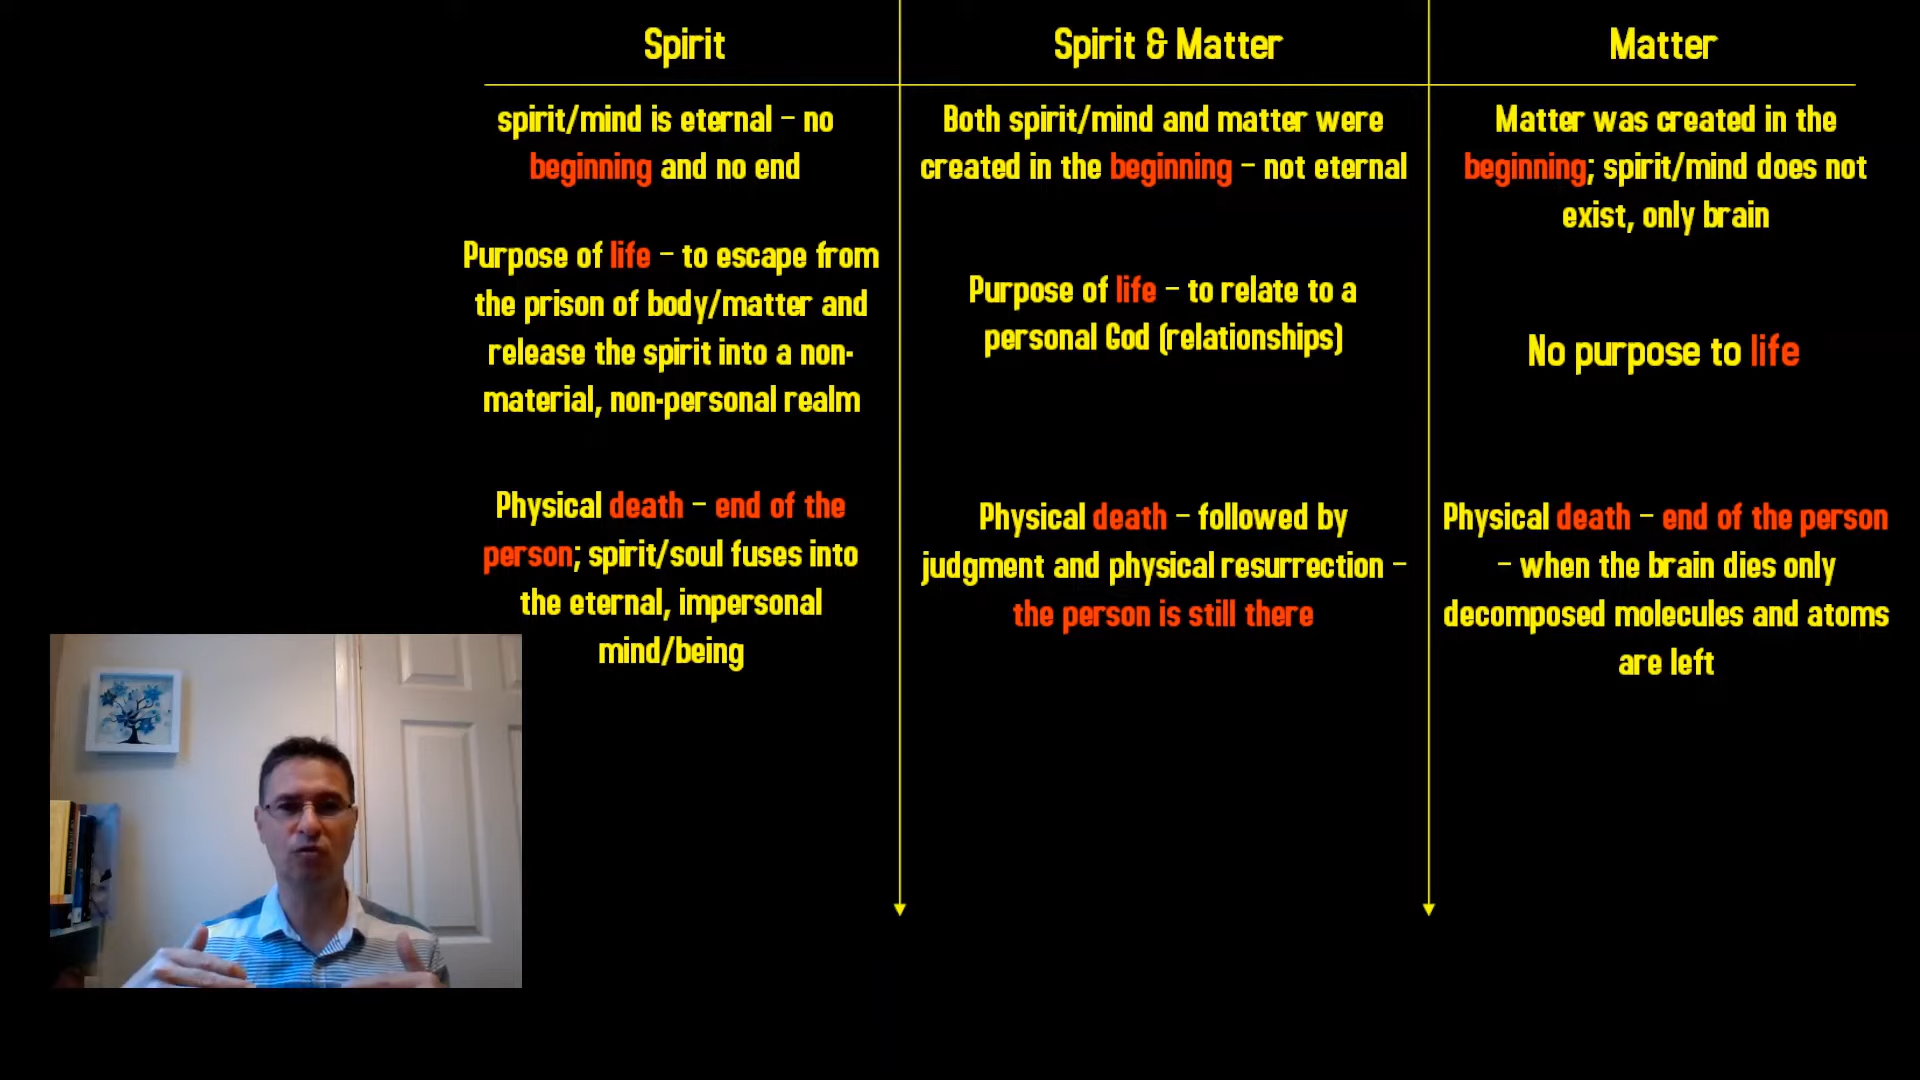 Spirit
spirit/mind is eternal – no
beginning and no end
Purpose of life – to escape from
the prison of body/matter and
release the spirit into a non-
material, non-personal realm
Physical death – end of the
person; spirit/soul fuses into
the eternal, impersonal
mind/being
Spirit & Matter
Both spirit/mind and matter were
created in the beginning – not eternal
Purpose of life – to relate to a
personal God (relationships)
Physical death – followed by
judgment and physical resurrection –
the person is still there
Matter
Matter was created in the
beginning; spirit/mind does not
exist, only brain
No purpose to life
Physical death – end of the person
– when the brain dies only
decomposed molecules and atoms
are left